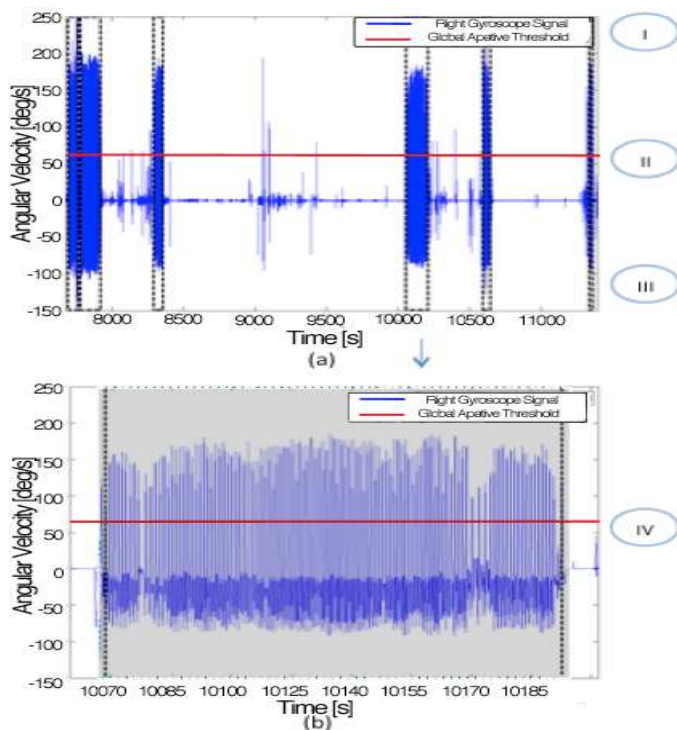 250
200
150
100
50
0
-50
-100
-150
Angular Velocity [deg/s]
Right Gyroscope Signal
Global Apative Threshold
8000 8500 9000 9500 10000 10500 11000
Time [s]
(a)
I
II
III
250
200
150
100
50
0
-50
-100
-150
Angular Velocity [deg/s]
Right Gyroscope Signal
Global Apative Threshold
10070 10085 10100 10125 10140 10155 10170 10185
Time [s]
(b)
IV